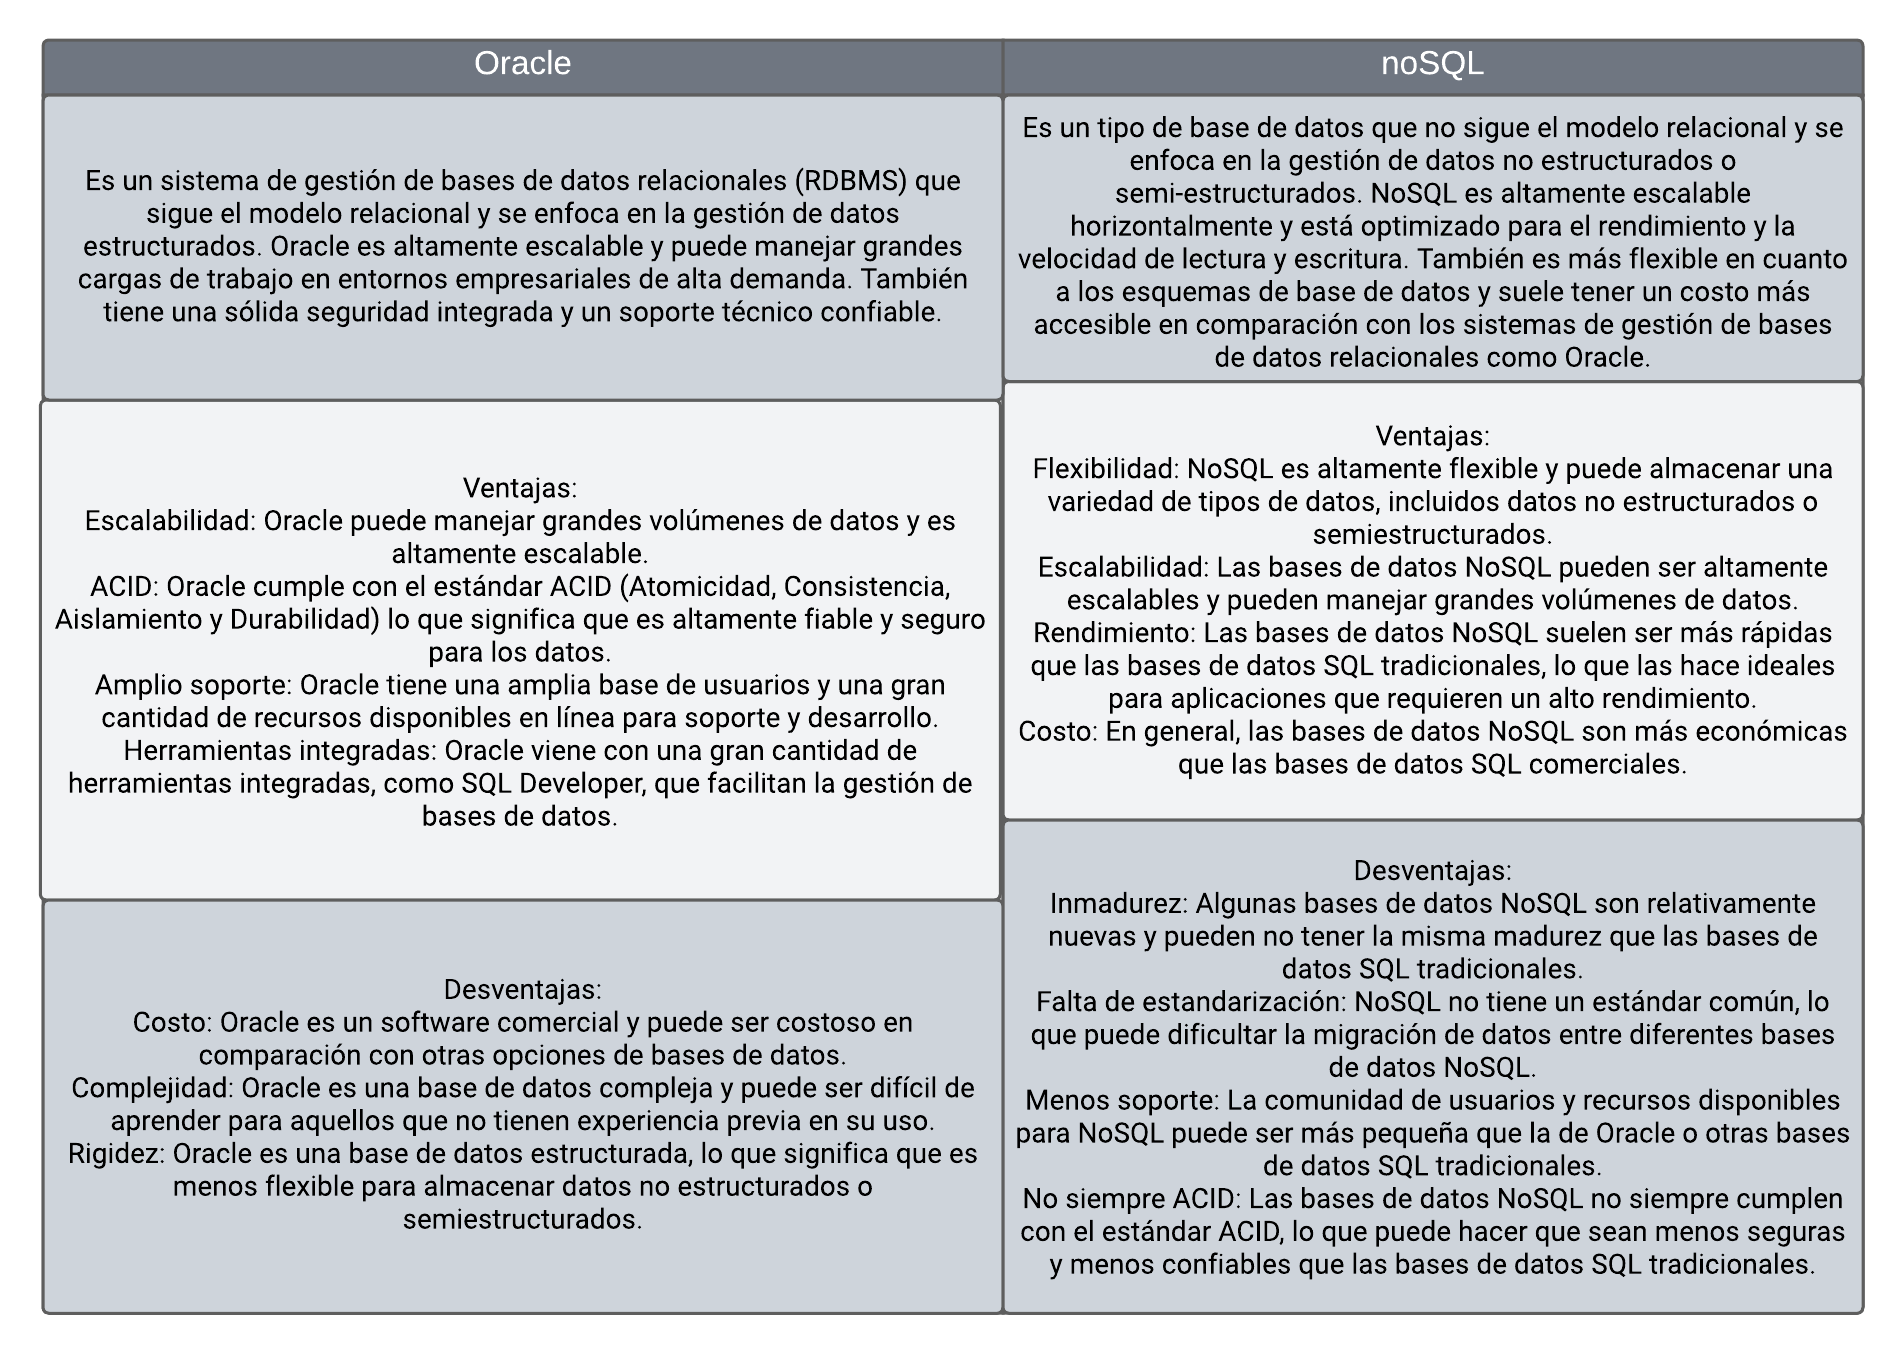 Oracle
Es un sistema de gestión de bases de datos relacionales (RDBMS) que
sigue el modelo relacional y se enfoca en la gestión de datos
estructurados. Oracle es altamente escalable y puede manejar grandes
cargas de trabajo en entornos empresariales de alta demanda. También
tiene una sólida seguridad integrada y un soporte técnico confiable.
Ventajas:
Escalabilidad: Oracle puede manejar grandes volúmenes de datos y es
altamente escalable.
ACID: Oracle cumple con el estándar ACID (Atomicidad, Consistencia,
Aislamiento y Durabilidad) lo que significa que es altamente fiable y seguro
para los datos.
Amplio soporte: Oracle tiene una amplia base de usuarios y una gran
cantidad de recursos disponibles en línea para soporte y desarrollo.
Herramientas integradas: Oracle viene con una gran cantidad de
herramientas integradas, como SQL Developer, que facilitan la gestión de
bases de datos.
Desventajas:
Costo: Oracle es un software comercial y puede ser costoso en
comparación con otras opciones de bases de datos.
Complejidad: Oracle es una base de datos compleja y puede ser difícil de
aprender para aquellos que no tienen experiencia previa en su uso.
Rigidez: Oracle es una base de datos estructurada, lo que significa que es
menos flexible para almacenar datos no estructurados o
semiestructurados.
noSQL
Es un tipo de base de datos que no sigue el modelo relacional y se
enfoca en la gestión de datos no estructurados o
semi-estructurados. NoSQL es altamente escalable
horizontalmente y está optimizado para el rendimiento y la
velocidad de lectura y escritura. También es más flexible en cuanto
a los esquemas de base de datos y suele tener un costo más
accesible en comparación con los sistemas de gestión de bases
de datos relacionales como Oracle.
Ventajas:
Flexibilidad: NoSQL es altamente flexible y puede almacenar una
variedad de tipos de datos, incluidos datos no estructurados o
semiestructurados.
Escalabilidad: Las bases de datos NoSQL pueden ser altamente
escalables y pueden manejar grandes volúmenes de datos.
Rendimiento: Las bases de datos NoSQL suelen ser más rápidas
que las bases de datos SQL tradicionales, lo que las hace ideales
para aplicaciones que requieren un alto rendimiento.
Costo: En general, las bases de datos NoSQL son más económicas
que las bases de datos SQL comerciales.
Desventajas:
Inmadurez: Algunas bases de datos NoSQL son relativamente
nuevas y pueden no tener la misma madurez que las bases de
datos SQL tradicionales.
Falta de estandarización: NoSQL no tiene un estándar común, lo
que puede dificultar la migración de datos entre diferentes bases
de datos NoSQL.
Menos soporte: La comunidad de usuarios y recursos disponibles
para NoSQL puede ser más pequeña que la de Oracle o otras bases
de datos SQL tradicionales.
No siempre ACID: Las bases de datos NoSQL no siempre cumplen
con el estándar ACID, lo que puede hacer que sean menos seguras
y menos confiables que las bases de datos SQL tradicionales.